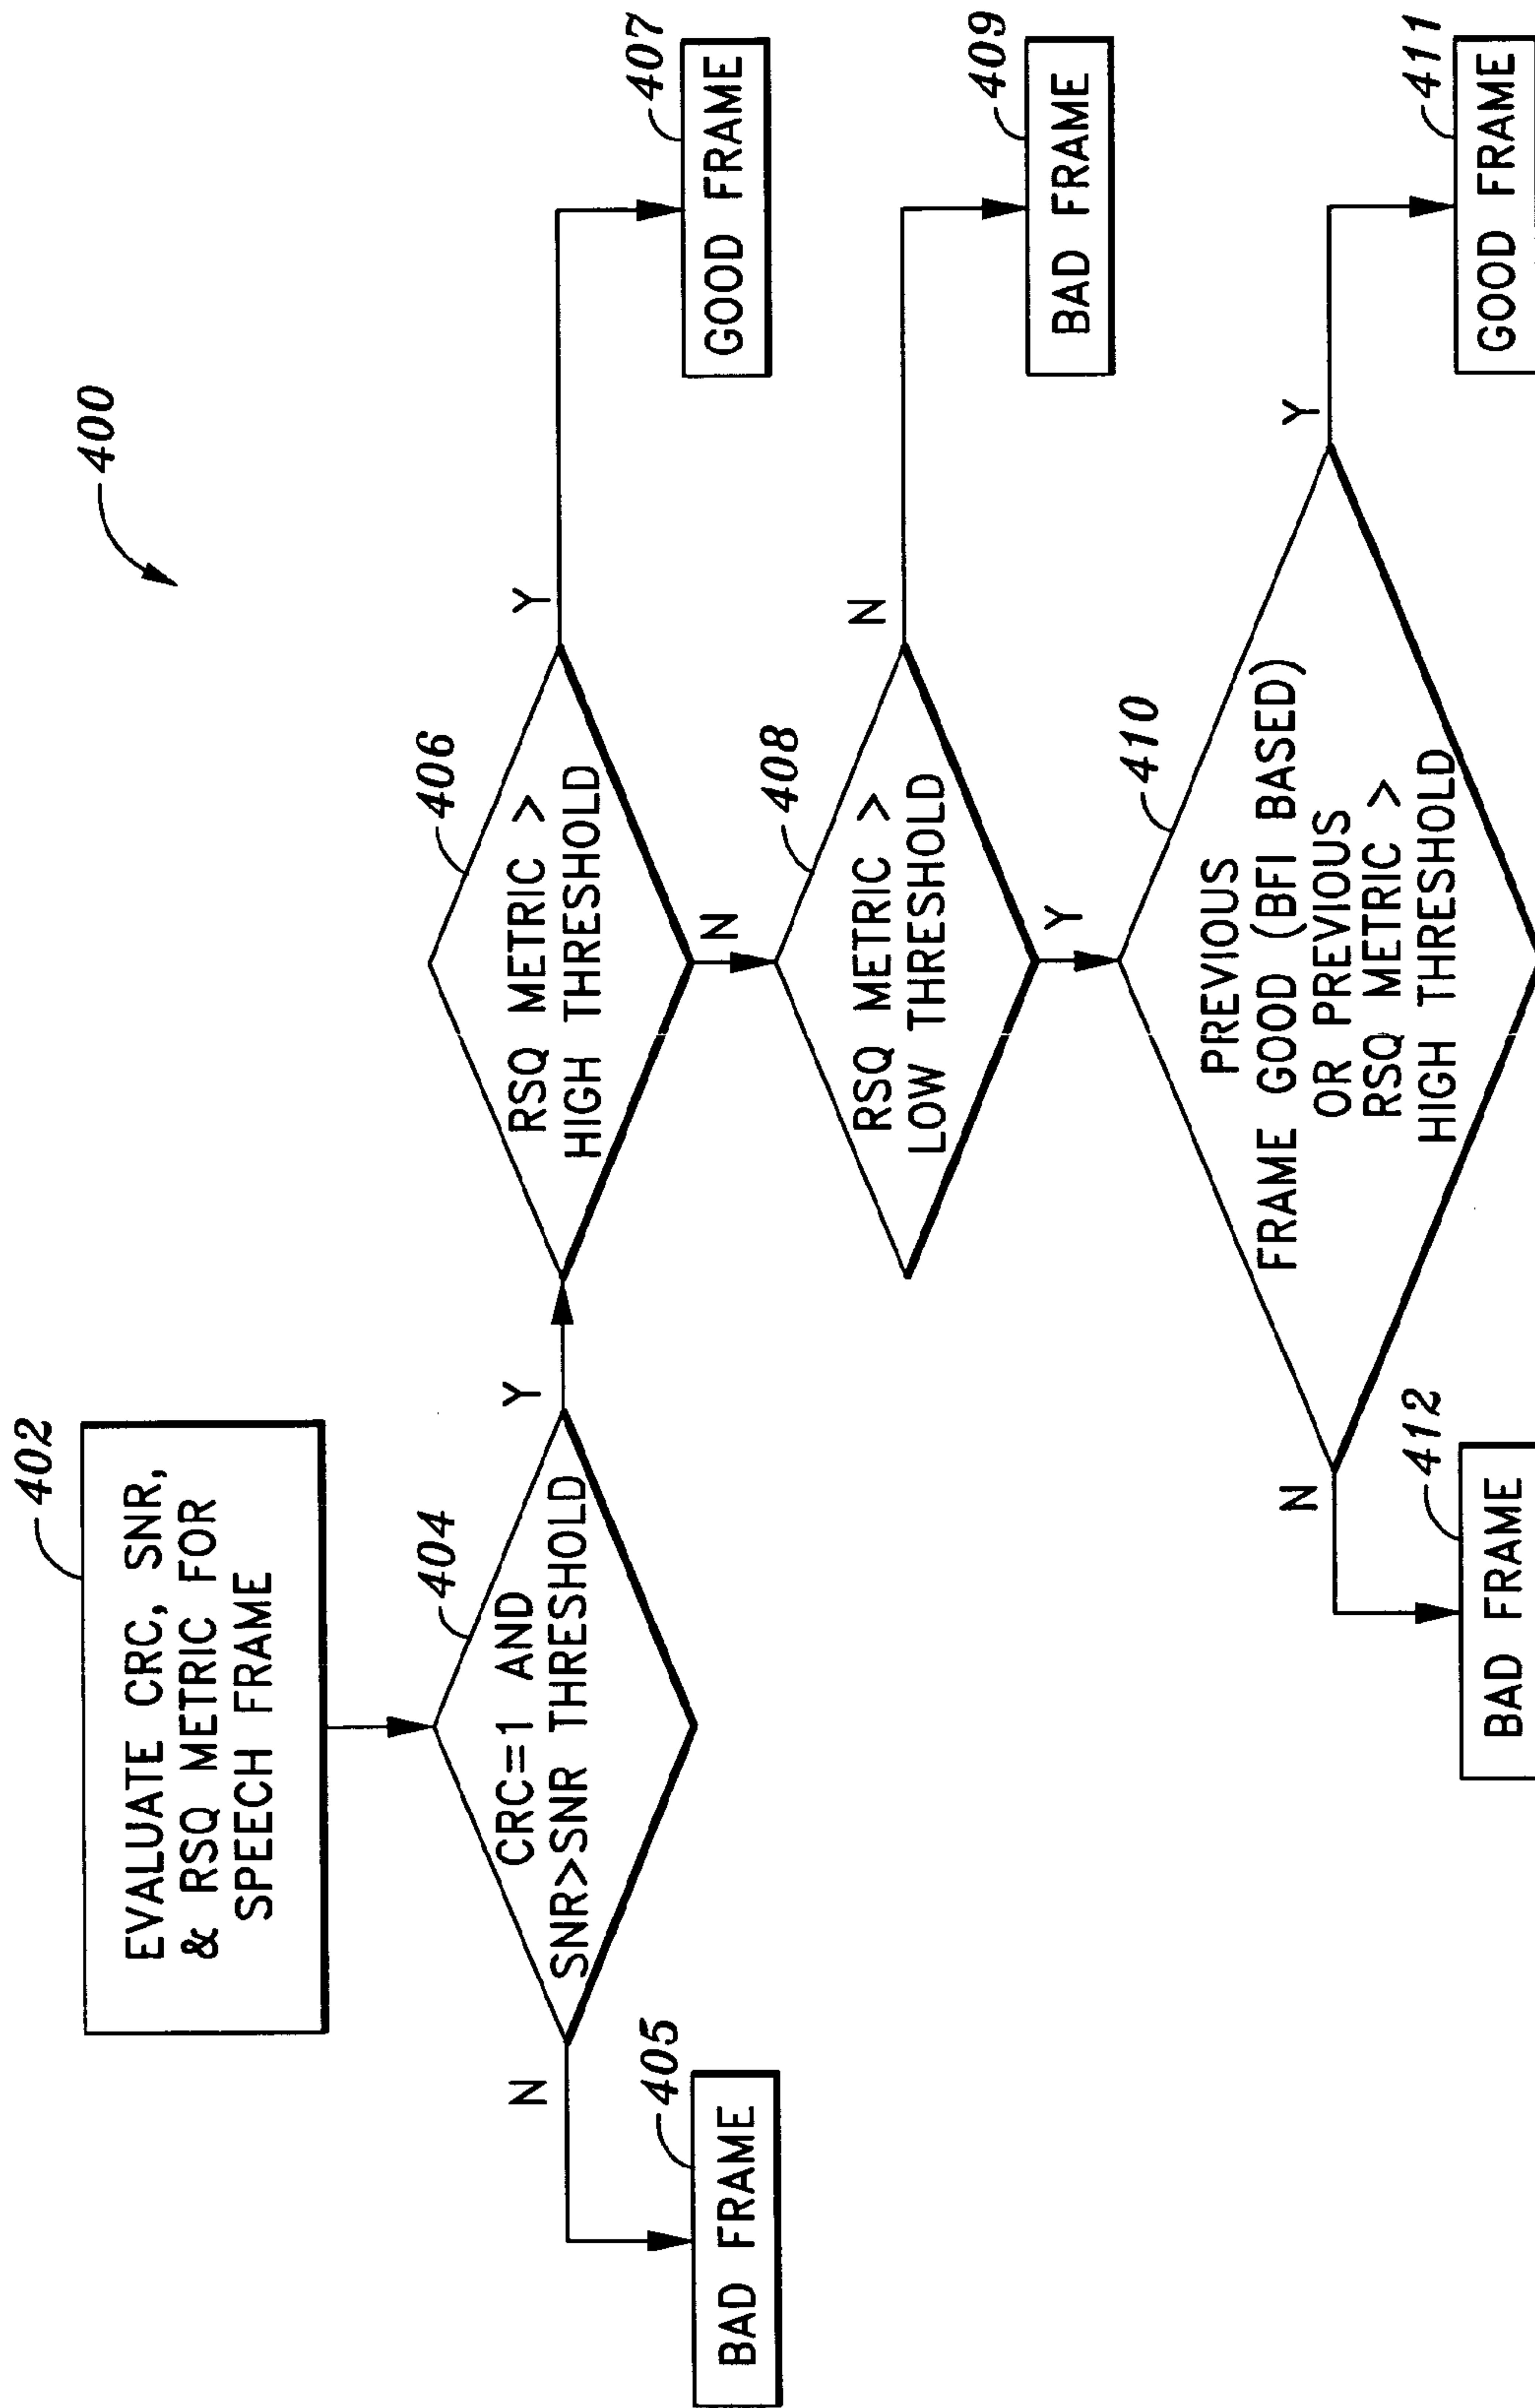 400
402
EVALUATE CRC, SNR,
& RSQ METRIC FOR
SPEECH FRAME
404
CRC=1 AND
SNR>SNR THRESHOLD
N
Y
405
BAD FRAME
406
RSQ METRIC >
HIGH THRESHOLD
Y
N
407
GOOD FRAME
408
RSQ METRIC >
LOW THRESHOLD
N
Y
409
BAD FRAME
410
PREVIOUS
FRAME GOOD (BFI BASED)
OR PREVIOUS
RSQ METRIC >
HIGH THRESHOLD
N
Y
412
BAD FRAME
411
GOOD FRAME